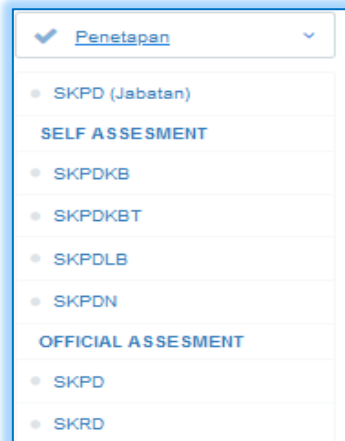 Penetapan
SKPD (Jabatan)
SELF ASSESMENT
SKPDKB
SKPDKBT
SKPDLB
SKPDN
OFFICIAL ASSESMENT
SKPD
SKRD